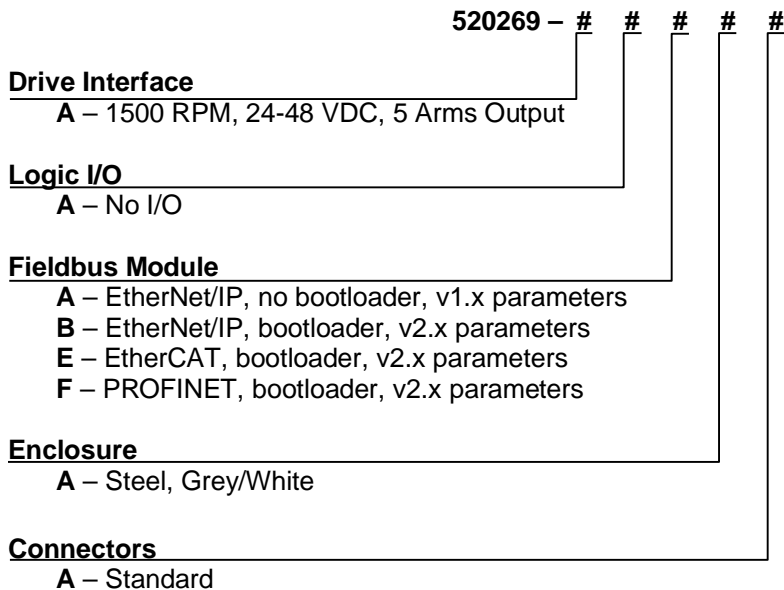 520269 – # # # # #
Drive Interface
A – 1500 RPM, 24-48 VDC, 5 Arms Output
Logic I/O
A – No I/O
Fieldbus Module
A – EtherNet/IP, no bootloader, v1.x parameters
B – EtherNet/IP, bootloader, v2.x parameters
E – EtherCAT, bootloader, v2.x parameters
F – PROFINET, bootloader, v2.x parameters
Enclosure
A – Steel, Grey/White
Connectors
A – Standard